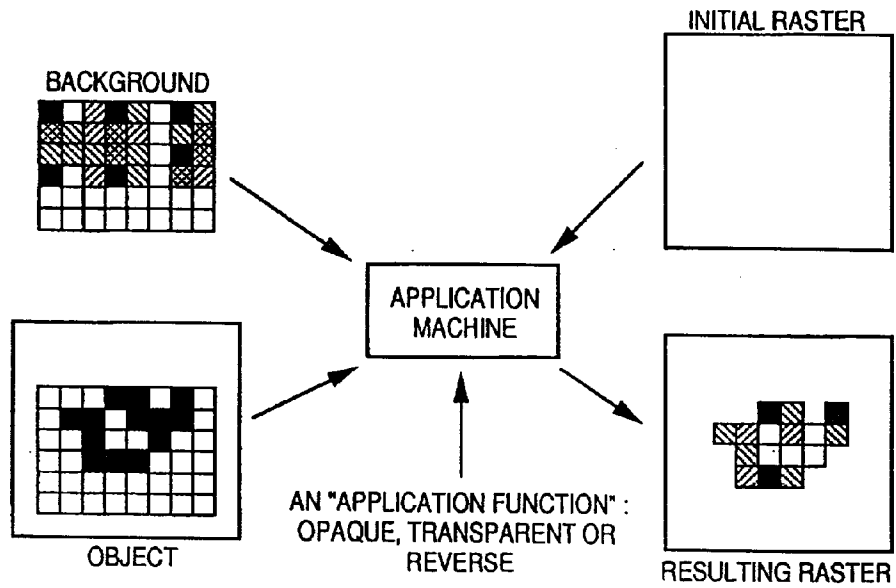 INITIAL RASTER
BACKGROUND
APPLICATION
MACHINE
AN "APPLICATION FUNCTION" :
OPAQUE, TRANSPARENT OR
REVERSE
OBJECT
RESULTING RASTER